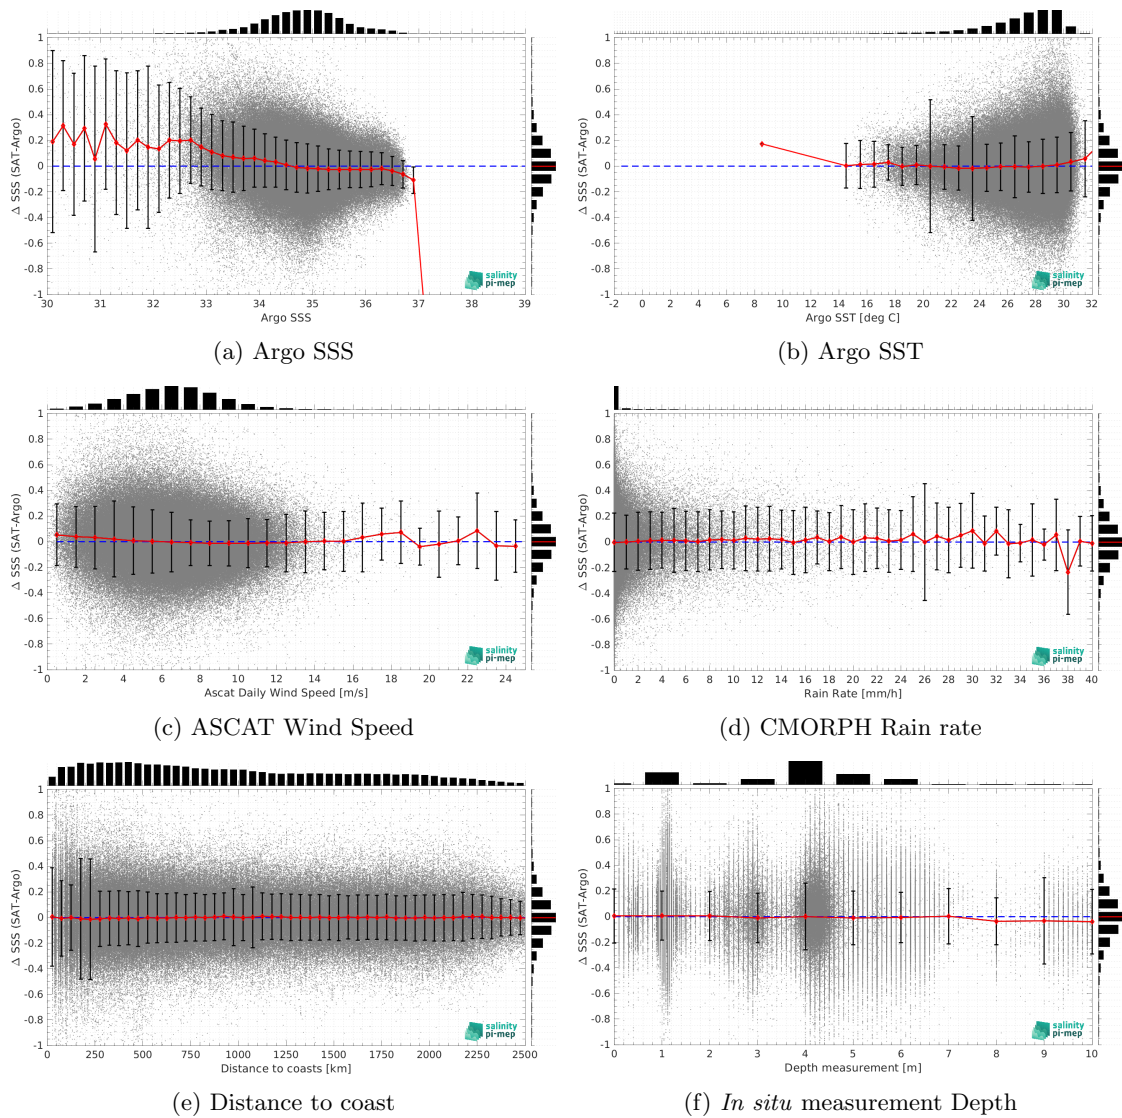 1
0.8
0.6
0.4
0.2
0
-0.2
-0.4
-0.6
-0.8
-1
Δ SSS (SAT-Argo)
30 31 32 33 34 35 36 37 38 39
Argo SSS
salinity
pi-mep
(a) Argo SSS
1
0.8
0.6
0.4
0.2
0
-0.2
-0.4
-0.6
-0.8
-1
Δ SSS (SAT-Argo)
-2 0 2 4 6 8 10 12 14 16 18 20 22 24 26 28 30 32
Argo SST [deg C]
salinity
pi-mep
(b) Argo SST
1
0.8
0.6
0.4
0.2
0
-0.2
-0.4
-0.6
-0.8
-1
Δ SSS (SAT-Argo)
0 2 4 6 8 10 12 14 16 18 20 22 24
Ascat Daily Wind Speed [m/s]
salinity
pi-mep
(c) ASCAT Wind Speed
1
0.8
0.6
0.4
0.2
0
-0.2
-0.4
-0.6
-0.8
-1
Δ SSS (SAT-Argo)
0 2 4 6 8 10 12 14 16 18 20 22 24 26 28 30 32 34 36 38 40
Rain Rate [mm/h]
salinity
pi-mep
(d) CMORPH Rain rate
1
0.8
0.6
0.4
0.2
0
-0.2
-0.4
-0.6
-0.8
-1
Δ SSS (SAT-Argo)
0 250 500 750 1000 1250 1500 1750 2000 2250 2500
Distance to coasts [km]
salinity
pi-mep
(e) Distance to coast
1
0.8
0.6
0.4
0.2
0
-0.2
-0.4
-0.6
-0.8
-1
Δ SSS (SAT-Argo)
0 1 2 3 4 5 6 7 8 9 10
Depth measurement [m]
salinity
pi-mep
(f) In situ measurement Depth